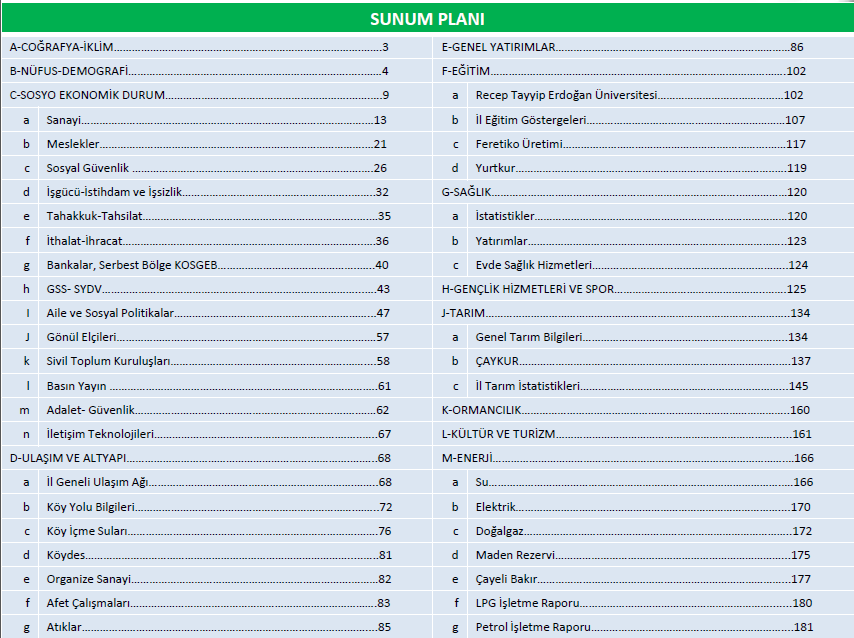 SUNUM PLANI
A-COĞRAFYA-İKLİM.....3
B-NÜFUS-DEMOGRAFİ.....4
C-SOSYO EKONOMİK DURUM.....9
a Sanayi.....13
b Meslekler.....21
c Sosyal Güvenlik .....26
d İşgücü-İstihdam ve İşsizlik.....32
e Tahakkuk-Tahsilat.....35
f İthalat-İhracat.....36
g Bankalar, Serbest Bölge KOSGEB.....40
h GSS- SYDV.....43
I Aile ve Sosyal Politikalar.....47
J Gönül Elçileri.....57
k Sivil Toplum Kuruluşları.....58
l Basın Yayın .....61
m Adalet- Güvenlik.....62
n İletişim Teknolojileri.....67
D-ULAŞIM VE ALTYAPI.....68
a İl Geneli Ulaşım Ağı.....68
b Köy Yolu Bilgileri.....72
c Köy İçme Suları.....76
d Köydes.....81
e Organize Sanayi.....82
f Afet Çalışmaları.....83
g Atıklar.....85
E-GENEL YATIRIMLAR.....86
F-EĞİTİM.....102
a Recep Tayyip Erdoğan Üniversitesi.....102
b İl Eğitim Göstergeleri.....107
c Feretiko Üretimi.....117
d Yurtkur.....119
G-SAĞLIK.....120
a İstatistikler.....120
b Yatırımlar.....123
c Evde Sağlık Hizmetleri.....124
H-GENÇLİK HİZMETLERİ VE SPOR.....125
J-TARIM.....134
a Genel Tarım Bilgileri.....134
b ÇAYKUR.....137
c İl Tarım İstatistikleri.....145
K-ORMANCILIK.....160
L-KÜLTÜR VE TURİZM.....161
M-ENERJİ.....166
a Su.....166
b Elektrik.....170
c Doğalgaz.....172
d Maden Rezervi.....175
e Çayeli Bakır.....177
f LPG İşletme Raporu.....180
g Petrol İşletme Raporu.....181